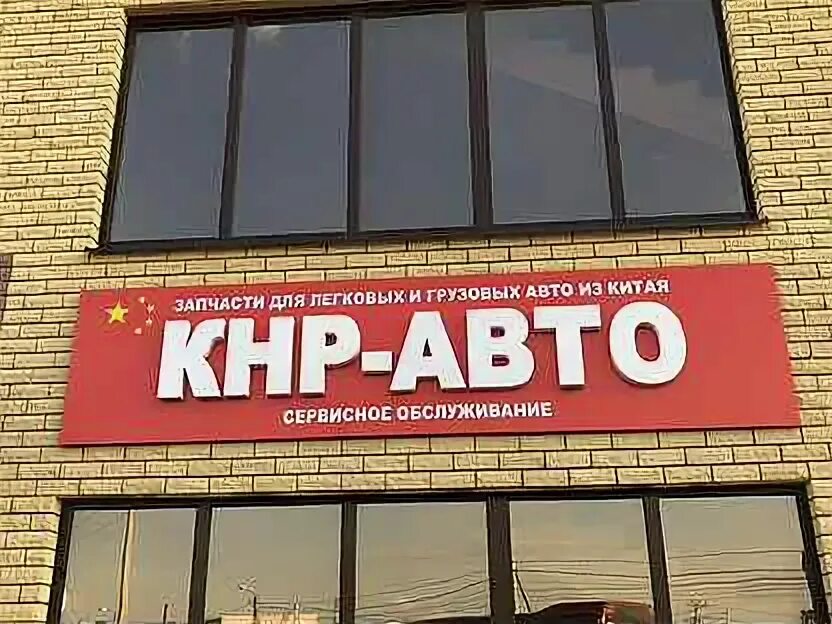 ЗАПЧАСТИ ДЛЯ ЛЕГКОВЫХ И ГРУЗОВЫХ АВТО ИЗ КИТАЯ
КНР-АВТО
СЕРВИСНОЕ ОБСЛУЖИВАНИЕ